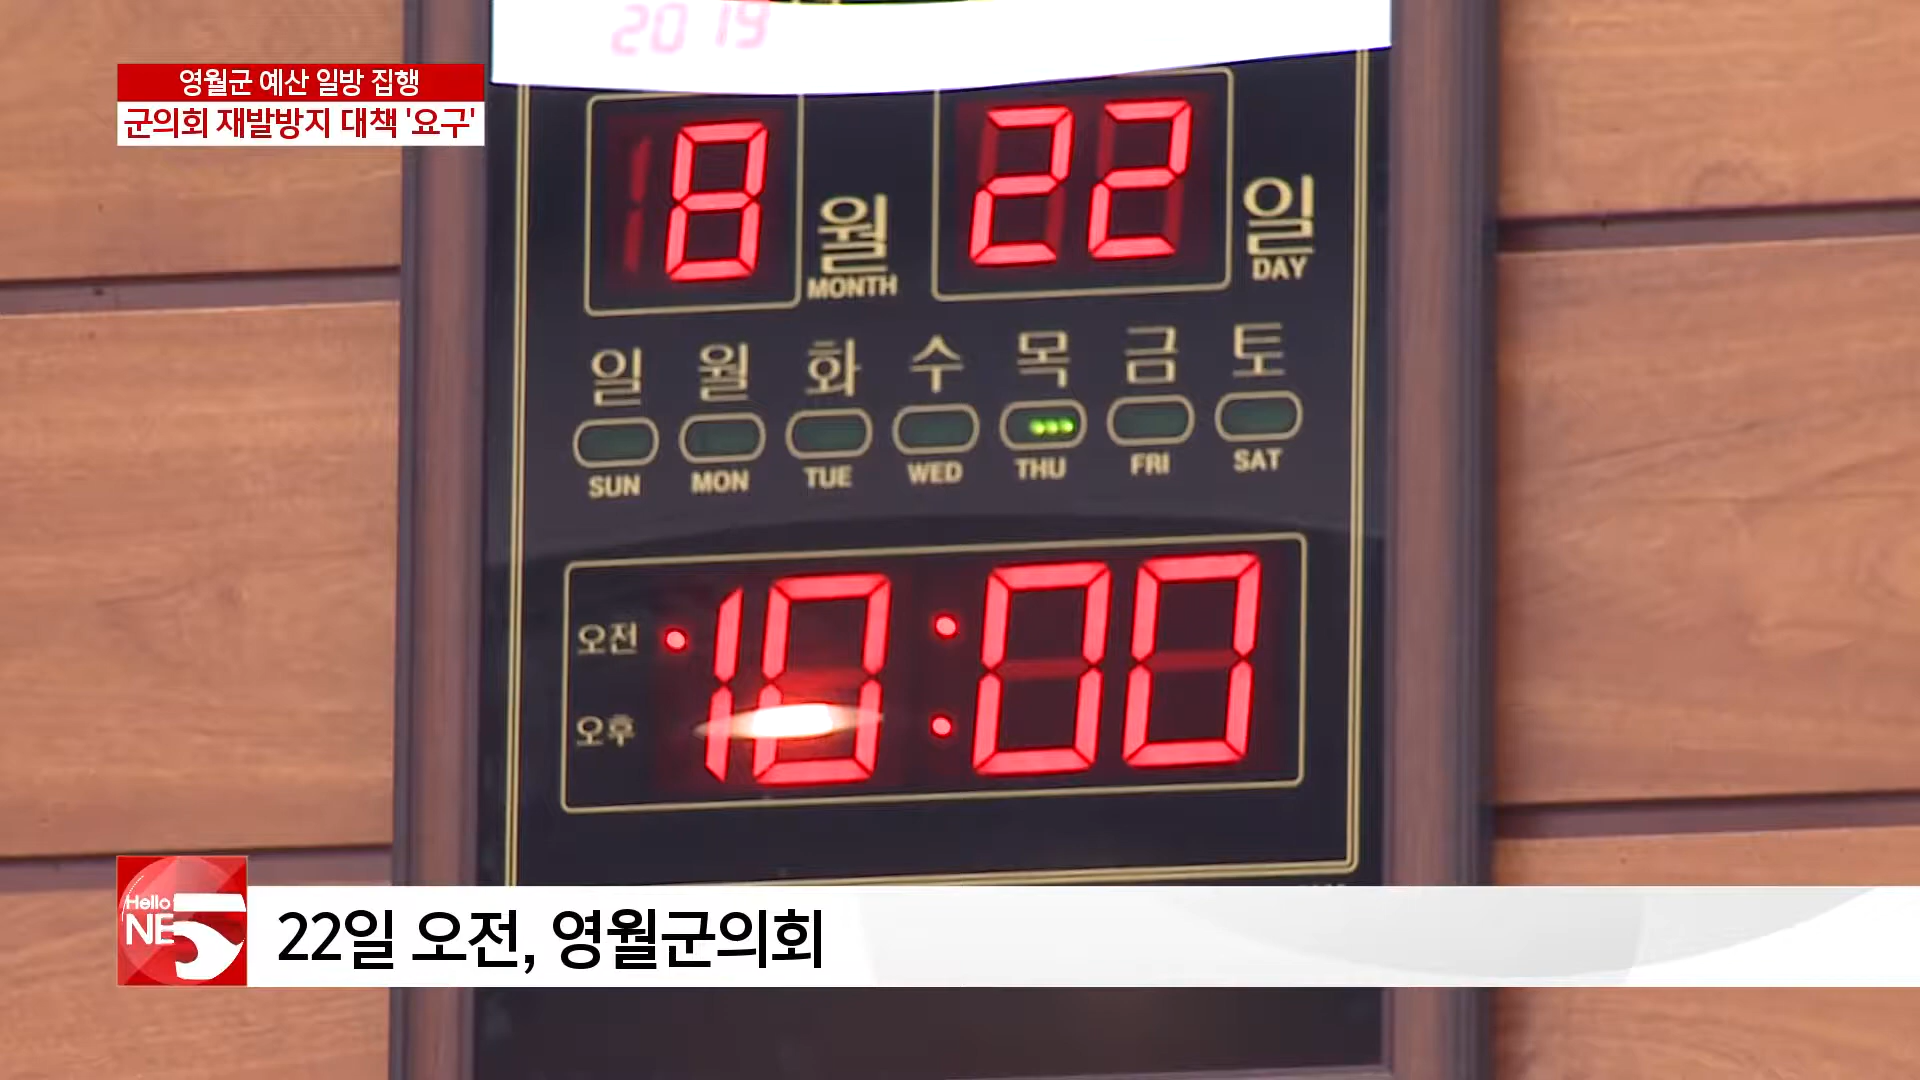 2019
영월군 예산 일방 집행
군의회 재발방지 대책 '요구'
8 월 22 일
MONTH DAY
일 월 화 수 목 금 토
SUN MON TUE WED THU FRI SAT
오전 10:00
오후
Hello
NE 5
22일 오전, 영월군의회